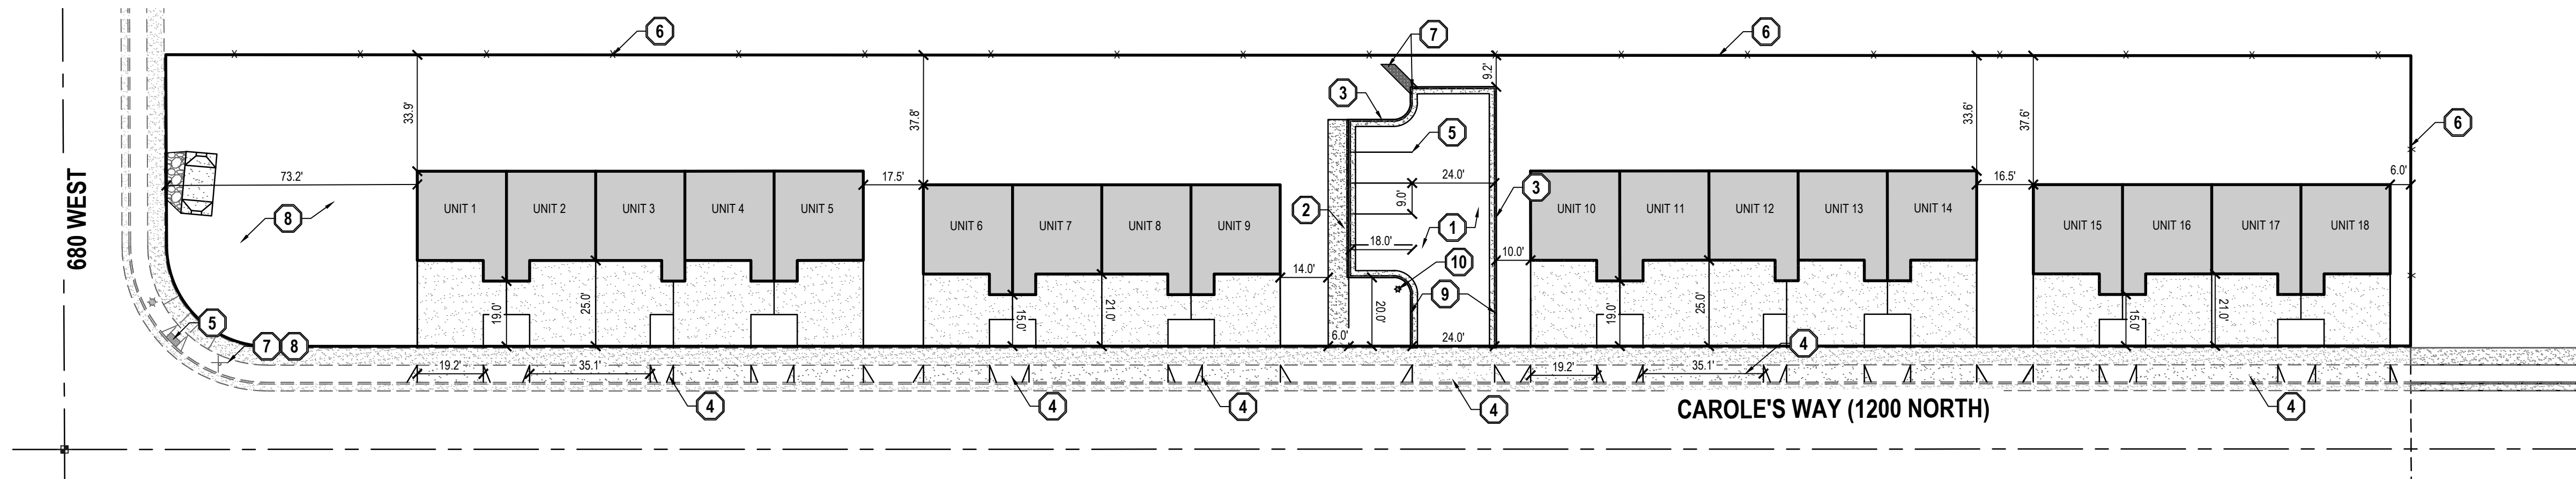 6
6
7
9.2'
33.9'
37.8'
3
33.6'
37.6'
6
5
680 WEST
73.2'
17.5'
24.0'
3
16.5'
6.0'
8
UNIT 1
UNIT 2
UNIT 3
UNIT 4
UNIT 5
UNIT 6
UNIT 7
UNIT 8
UNIT 9
2
9.0'
1
18.0'
UNIT 10
UNIT 11
UNIT 12
UNIT 13
UNIT 14
UNIT 15
UNIT 16
UNIT 17
UNIT 18
10.0'
10
14.0'
9
5
7
8
19.0'
25.0'
15.0'
21.0'
6.0'
20.0'
24.0'
19.0'
25.0'
15.0'
21.0'
4
19.2'
35.1'
19.2'
35.1'
4
4
4
4
4
CAROLE'S WAY (1200 NORTH)